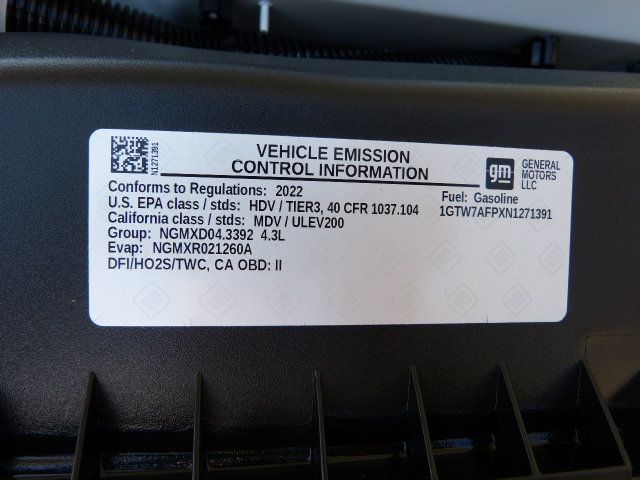 N1271391
VEHICLE EMISSION
CONTROL INFORMATION
gm
GENERAL
MOTORS
LLC
Conforms to Regulations: 2022
U.S. EPA class / stds: HDV / TIER3, 40 CFR 1037.104
California class / stds: MDV / ULEV200
Group: NGMXD04.3392 4.3L
Evap: NGMXR021260A
DFI/HO2S/TWC, CA OBD: II
Fuel: Gasoline
1GTW7AFPXN1271391